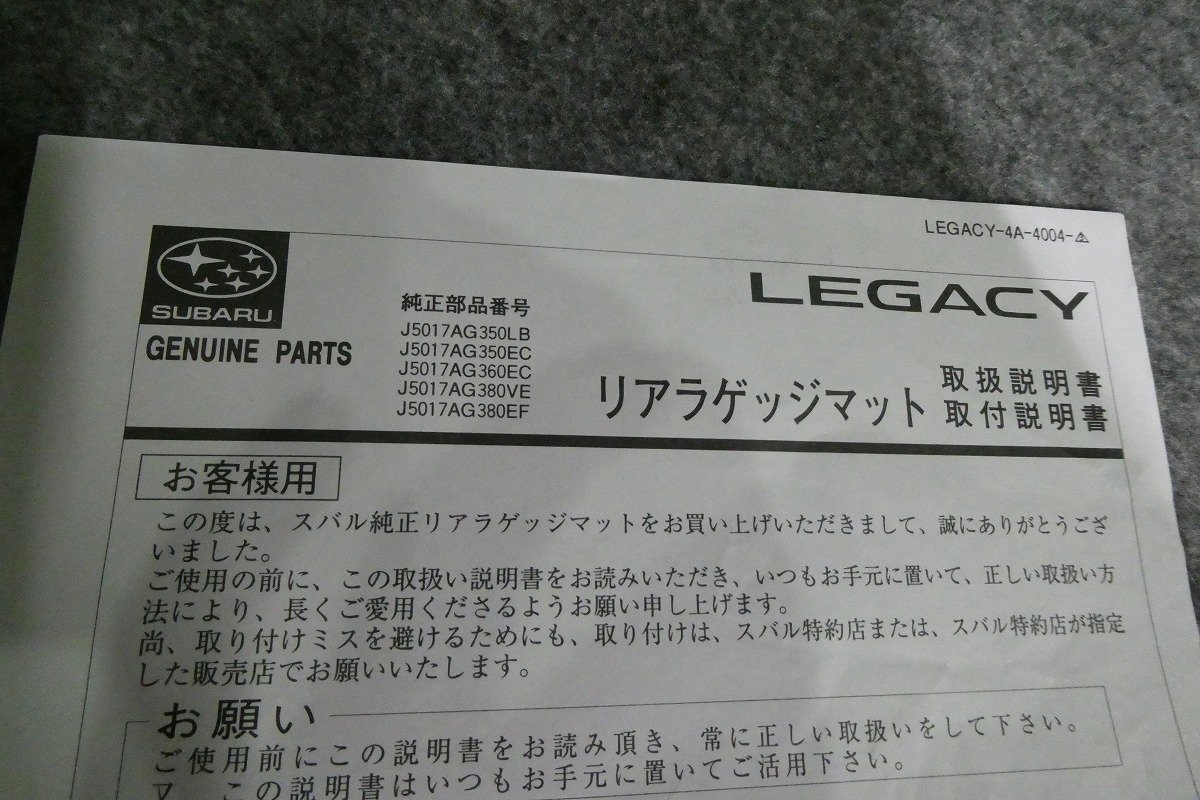 LEGACY-4A-4004-
SUBARU
GENUINE PARTS
純正部品番号
J5017AG350LB
J5017AG350EC
J5017AG360EC
J5017AG380VE
J5017AG380EF
LEGACY
リアラゲッジマット
取扱説明書
取付説明書
お客様用
この度は、スバル純正リアラゲッジマットをお買い上げいただきまして、誠にありがとうござ
いました。
ご使用の前に、この取扱い説明書をお読みいただき、いつもお手元に置いて、正しい取扱い方
法により、長くご愛用くださるようお願い申し上げます。
尚、取り付けミスを避けるためにも、取り付けは、スバル特約店または、スバル特約店が指定
した販売店でお願いいたします。
お願い
ご使用前にこの説明書をお読み頂き、常に正しい取扱いをして下さい。
又、この説明書はいつもお手元に置いてご活用下さい。